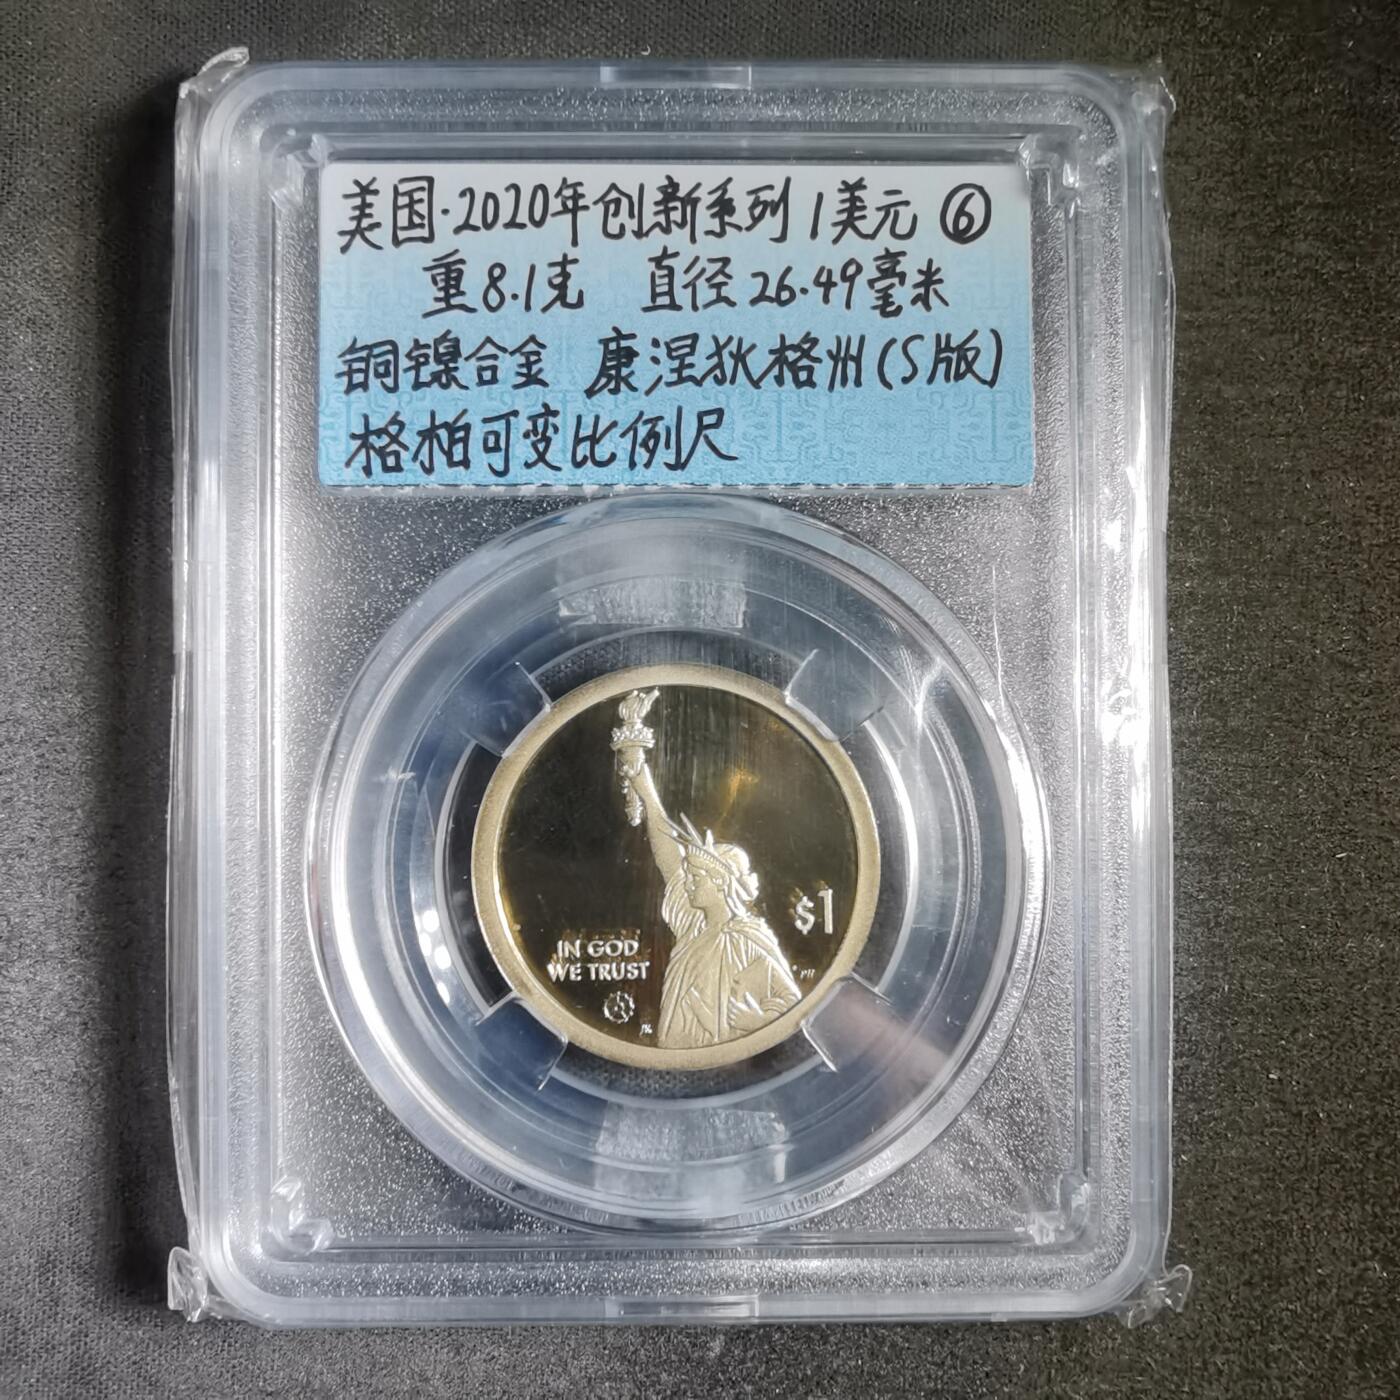 美国·2020年创新系列1美元⑥
重8.1克 直径26.49毫米
铜镍合金 康涅狄格州(S版)
格柏可变比例尺
$1
IN GOD
WE TRUST